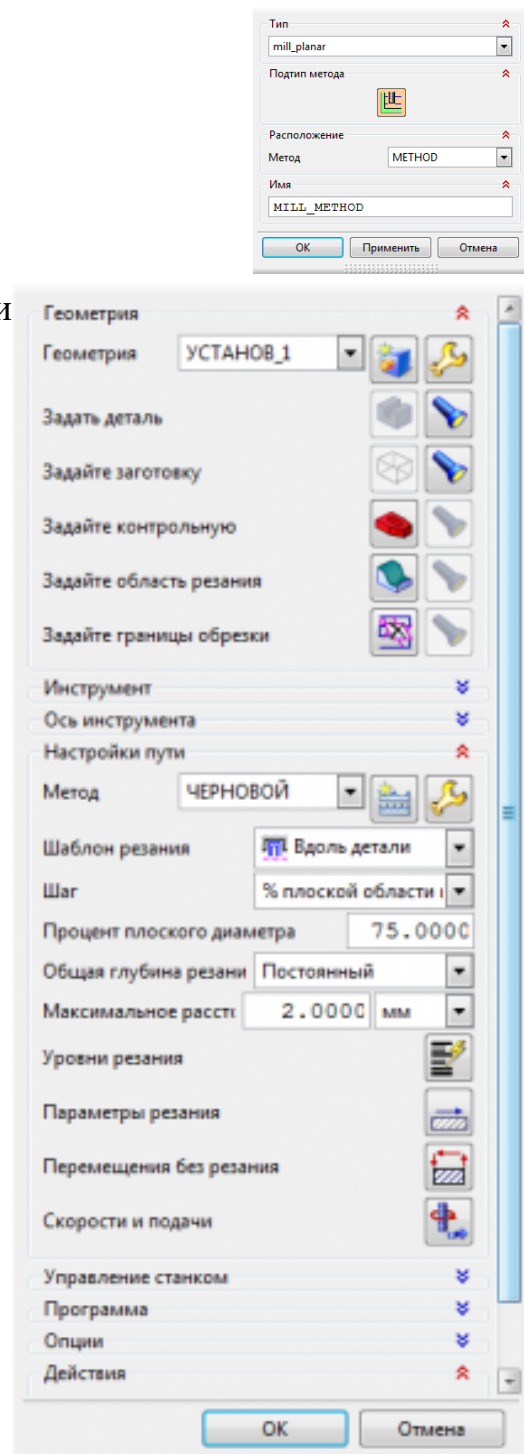 Тип
mill_planar
Подтип метода
Расположение
Метод METHOD
Имя
MILL_METHOD
ОК Применить Отмена
и
Геометрия
Геометрия УСТАНОВ_1
Задать деталь
Задайте заготовку
Задайте контрольную
Задайте область резания
Задайте границы обрезки
Инструмент
Ось инструмента
Настройки пути
Метод ЧЕРНОВОЙ
Шаблон резания Вдоль детали
Шаг % плоской области
Процент плоского диаметра 75.0000
Общая глубина резани Постоянный
Максимальное расст 2.0000 мм
Уровни резания
Параметры резания
Перемещения без резания
Скорости и подачи
Управление станком
Программа
Опции
Действия
ОК Отмена